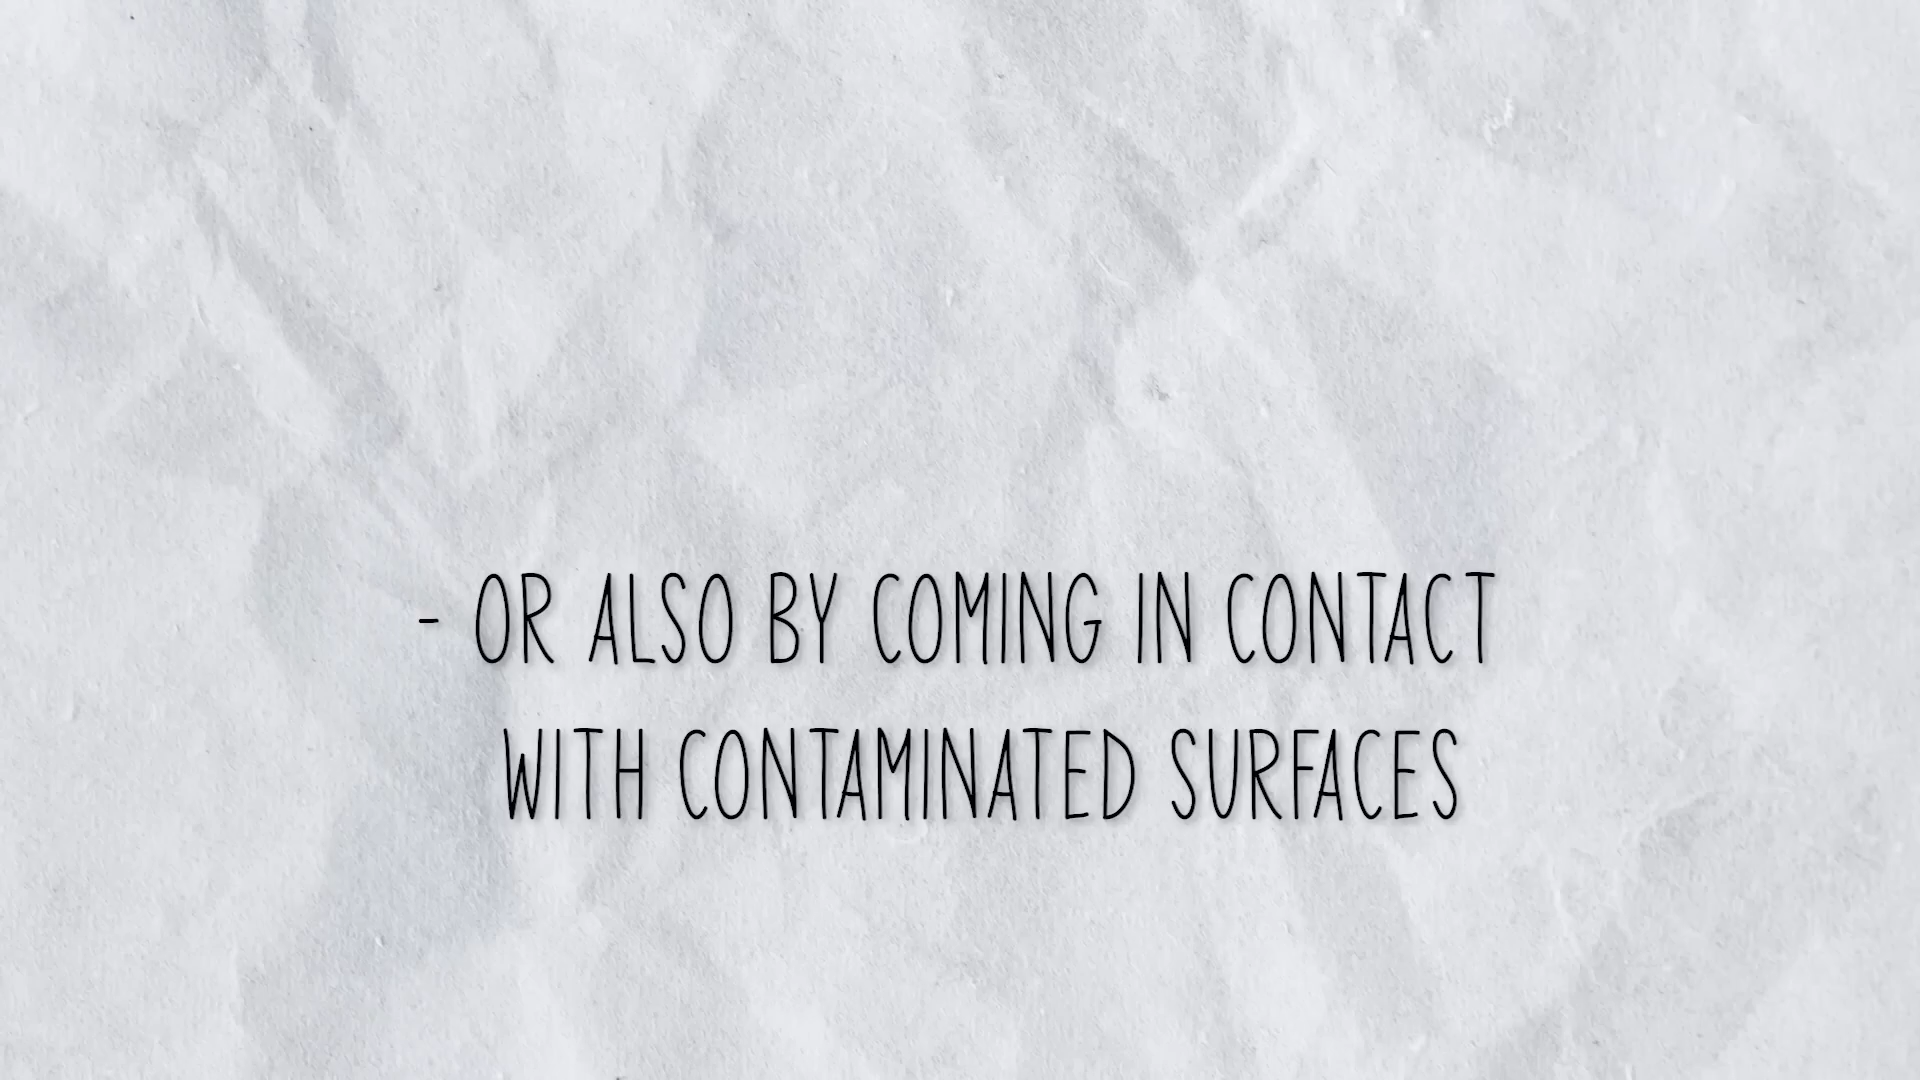 - OR ALSO BY COMING IN CONTACT
WITH CONTAMINATED SURFACES